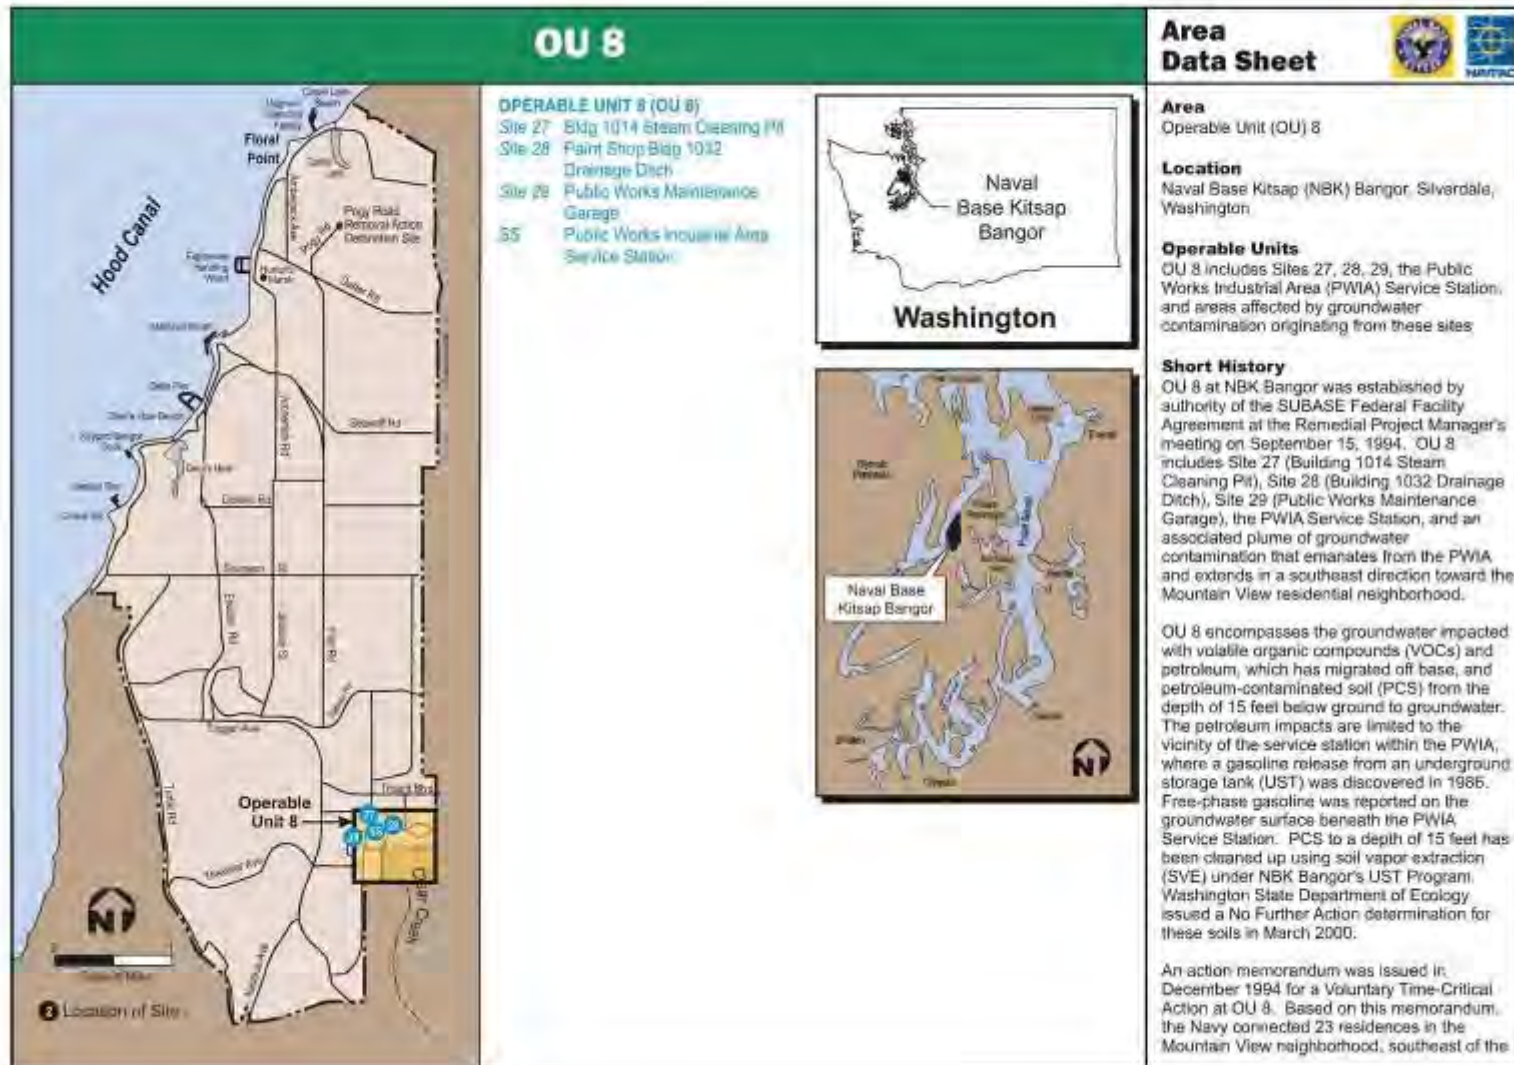 OU 8
Area
Data Sheet
OPERABLE UNIT 8 (OU 8)
Site 27 Bldg 1014 Steam Cleaning Pit
Site 28 Paint Shop Bldg 1032
Drainage Ditch
Site 29 Public Works Maintenance
Garage
SS Public Works Industrial Area
Service Station
Floral
Point
Hood Canal
Pogy Road
Removal Action
Destination Site
Operable
Unit 8
Clear Creek
N
Location of Site
Naval
Base Kitsap
Bangor
Washington
Naval Base
Kitsap Bangor
N
Area
Operable Unit (OU) 8
Location
Naval Base Kitsap (NBK) Bangor, Silverdale,
Washington
Operable Units
OU 8 includes Sites 27, 28, 29, the Public
Works Industrial Area (PWIA) Service Station,
and areas affected by groundwater
contamination originating from these sites
Short History
OU 8 at NBK Bangor was established by
authority of the SUBASE Federal Facility
Agreement at the Remedial Project Manager's
meeting on September 15, 1994. OU 8
includes Site 27 (Building 1014 Steam
Cleaning Pit), Site 28 (Building 1032 Drainage
Ditch), Site 29 (Public Works Maintenance
Garage), the PWIA Service Station, and an
associated plume of groundwater
contamination that emanates from the PWIA
and extends in a southeast direction toward the
Mountain View residential neighborhood.
OU 8 encompasses the groundwater impacted
with volatile organic compounds (VOCs) and
petroleum, which has migrated off base, and
petroleum-contaminated soil (PCS) from the
depth of 15 feet below ground to groundwater.
The petroleum impacts are limited to the
vicinity of the service station within the PWIA,
where a gasoline release from an underground
storage tank (UST) was discovered in 1986.
Free-phase gasoline was reported on the
groundwater surface beneath the PWIA
Service Station. PCS to a depth of 15 feet has
been cleaned up using soil vapor extraction
(SVE) under NBK Bangor's UST Program.
Washington State Department of Ecology
issued a No Further Action determination for
these soils in March 2000.
An action memorandum was issued in
December 1994 for a Voluntary Time-Critical
Action at OU 8. Based on this memorandum,
the Navy connected 23 residences in the
Mountain View neighborhood, southeast of the